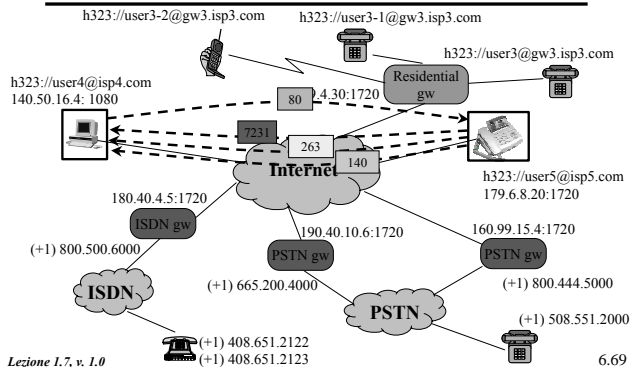 h323://user3-2@gw3.isp3.com
h323://user3-1@gw3.isp3.com
h323://user3@gw3.isp3.com
h323://user4@isp4.com
140.50.16.4: 1080
Residential
gw
80
.4.30:1720
7231
263
140
Internet
h323://user5@isp5.com
179.6.8.20:1720
180.40.4.5:1720
ISDN gw
190.40.10.6:1720
160.99.15.4:1720
PSTN gw
PSTN gw
(+1) 800.500.6000
(+1) 665.200.4000
(+1) 800.444.5000
ISDN
PSTN
(+1) 508.551.2000
(+1) 408.651.2122
(+1) 408.651.2123
Lezione 1.7, v. 1.0
6.69